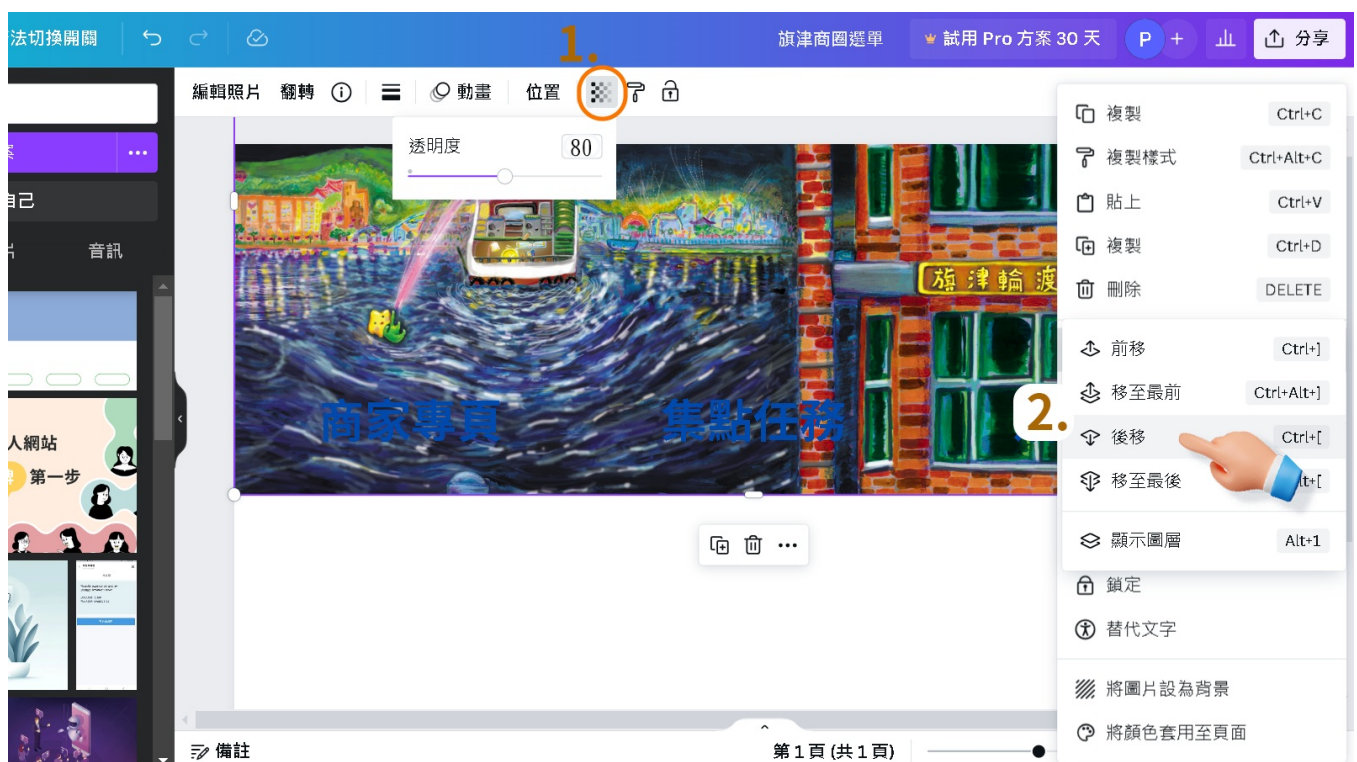 法切換開關
旗津商圈選單
試用 Pro 方案 30 天
P
+
分享
1.
編輯照片
翻轉
動畫
位置
透明度
80
自己
音訊
人網站
第一步
旗津輪渡
商家專頁
集點任務
複製 Ctrl+C
複製樣式 Ctrl+Alt+C
貼上 Ctrl+V
複製 Ctrl+D
刪除 DELETE
前移 Ctrl+]
移至最前 Ctrl+Alt+]
2.
後移 Ctrl+[
移至最後 lt+[
顯示圖層 Alt+1
鎖定
替代文字
將圖片設為背景
將顏色套用至頁面
備註
第 1 頁 (共 1 頁)